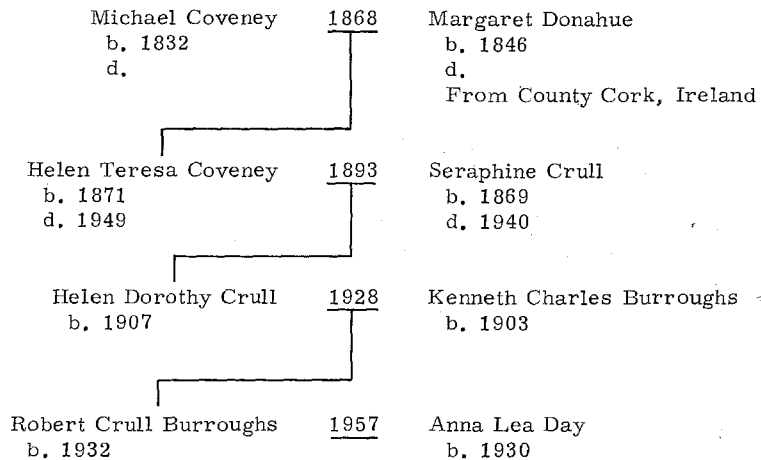 Michael Coveney 1868 Margaret Donahue
b. 1832 b. 1846
d. d.
From County Cork, Ireland
Helen Teresa Coveney 1893 Seraphine Crull
b. 1871 b. 1869
d. 1949 d. 1940
Helen Dorothy Crull 1928 Kenneth Charles Burroughs
b. 1907 b. 1903
Robert Crull Burroughs 1957 Anna Lea Day
b. 1932 b. 1930